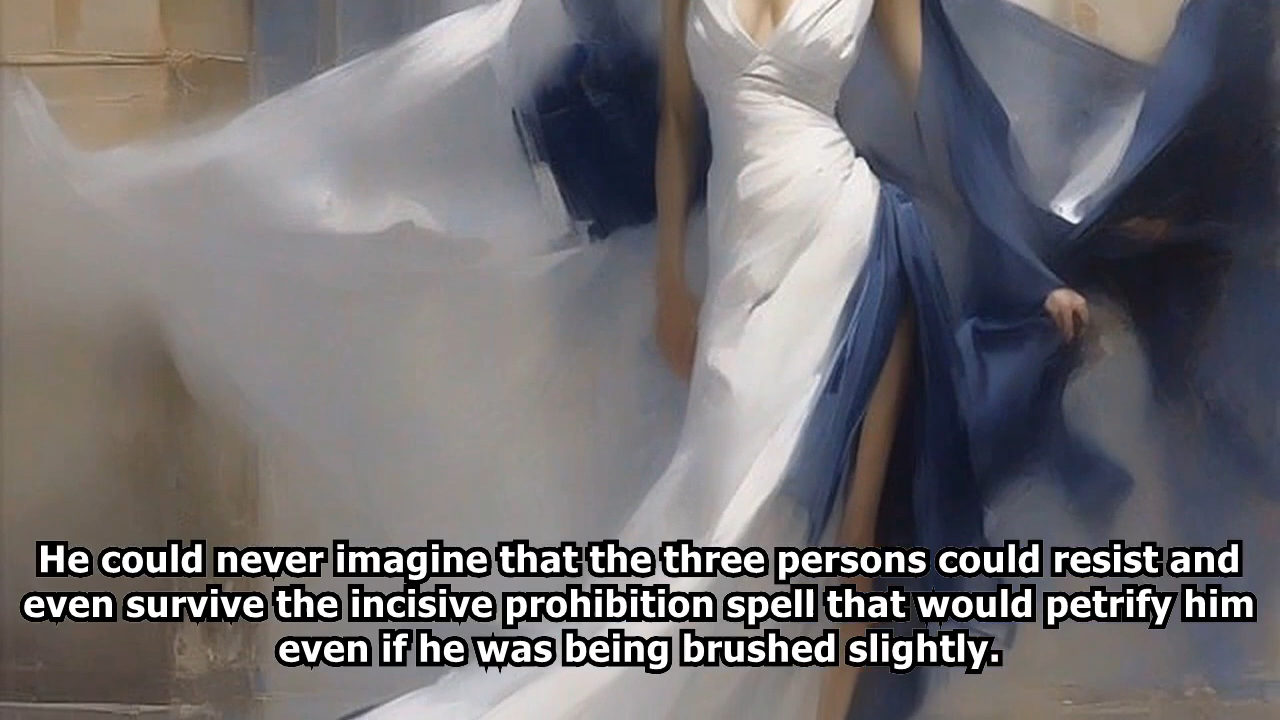 He could never imagine that the three persons could resist and
even survive the incisive prohibition spell that would petrify him
even if he was being brushed slightly.